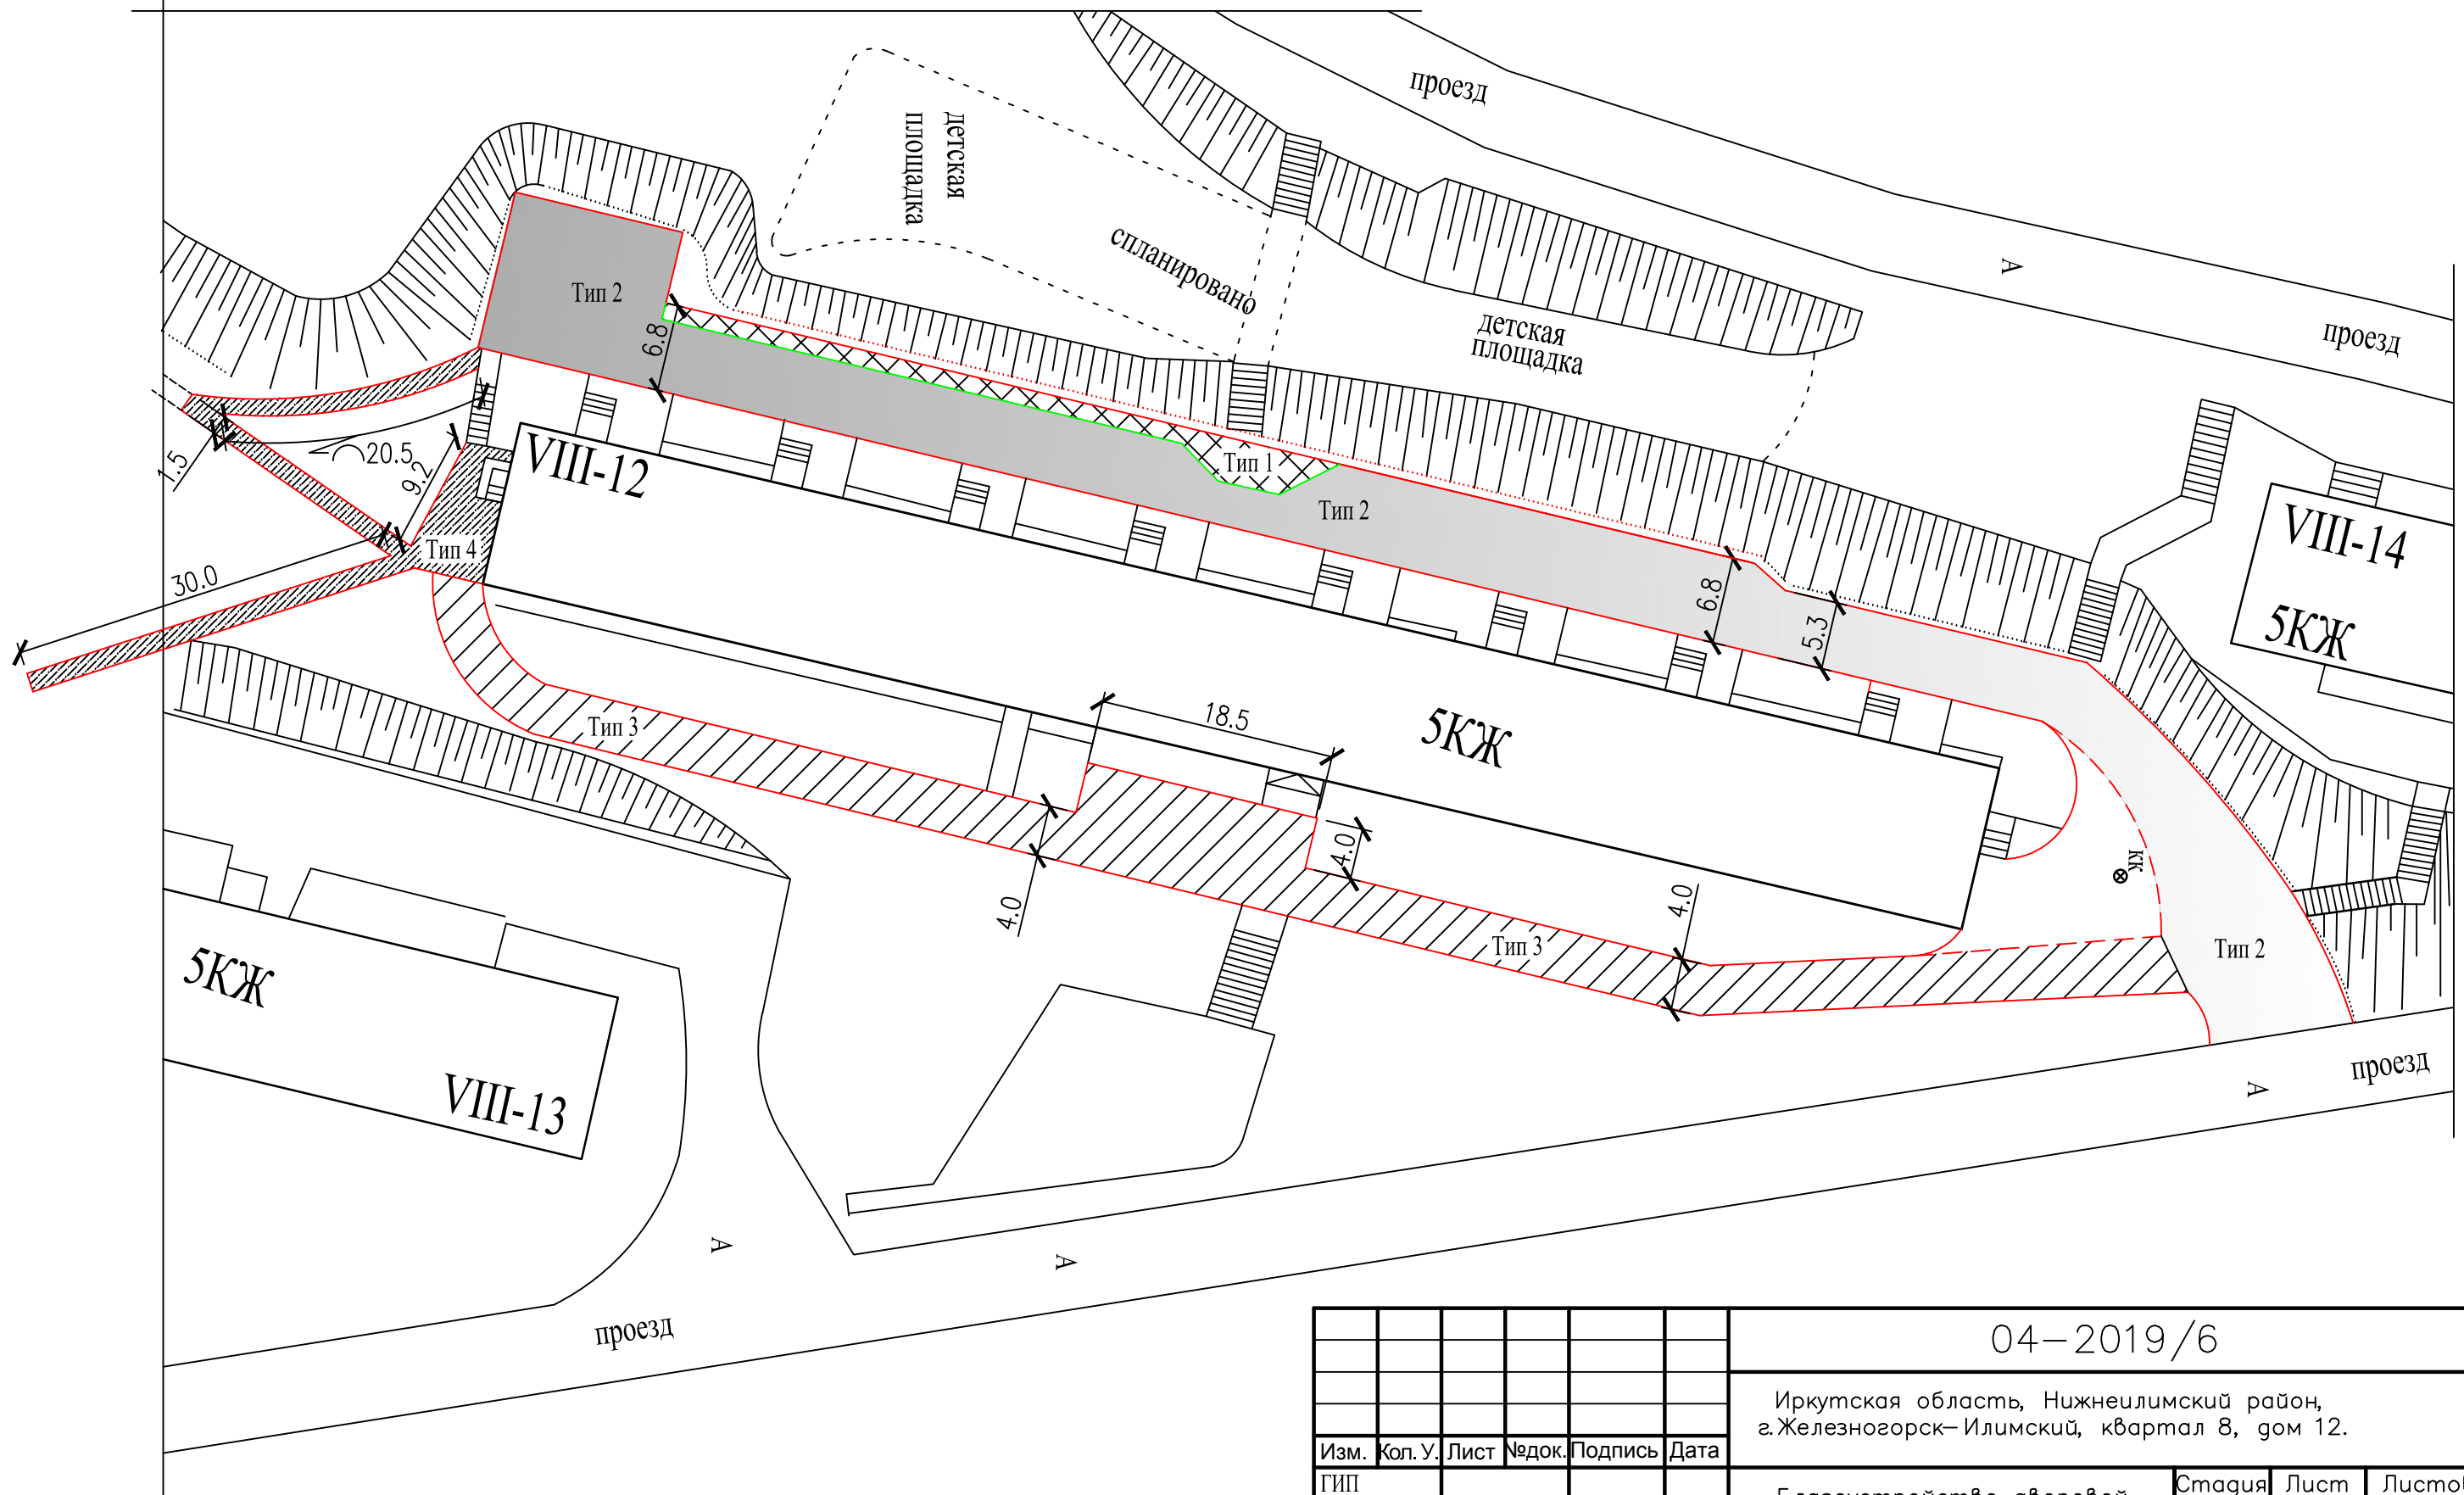 проезд
детская
площадка
спланировано
А
проезд
детская
площадка
Тип 2
6.8
VIII-12
Тип 1
Тип 2
1.5
20.5
9.2
Тип 4
30.0
VIII-14
5КЖ
6.8
5.3
Тип 3
18.5
5КЖ
4.0
4.0
4.0
кк
Тип 3
Тип 2
5КЖ
VIII-13
проезд
А
А
А
проезд
04-2019/6
Иркутская область, Нижнеилимский район,
г.Железногорск-Илимский, квартал 8, дом 12.
Изм. Кол. У. Лист №док. Подпись Дата
ГИП
Стадия Лист